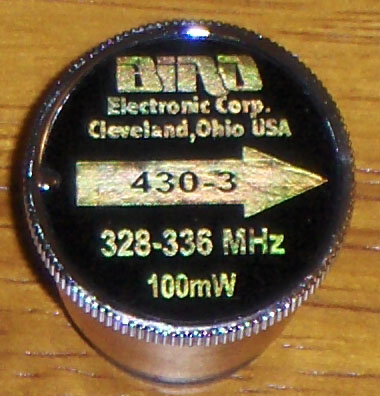 BIRD
Electronic Corp.
Cleveland,Ohio USA
430-3
328-336 MHz
100mW